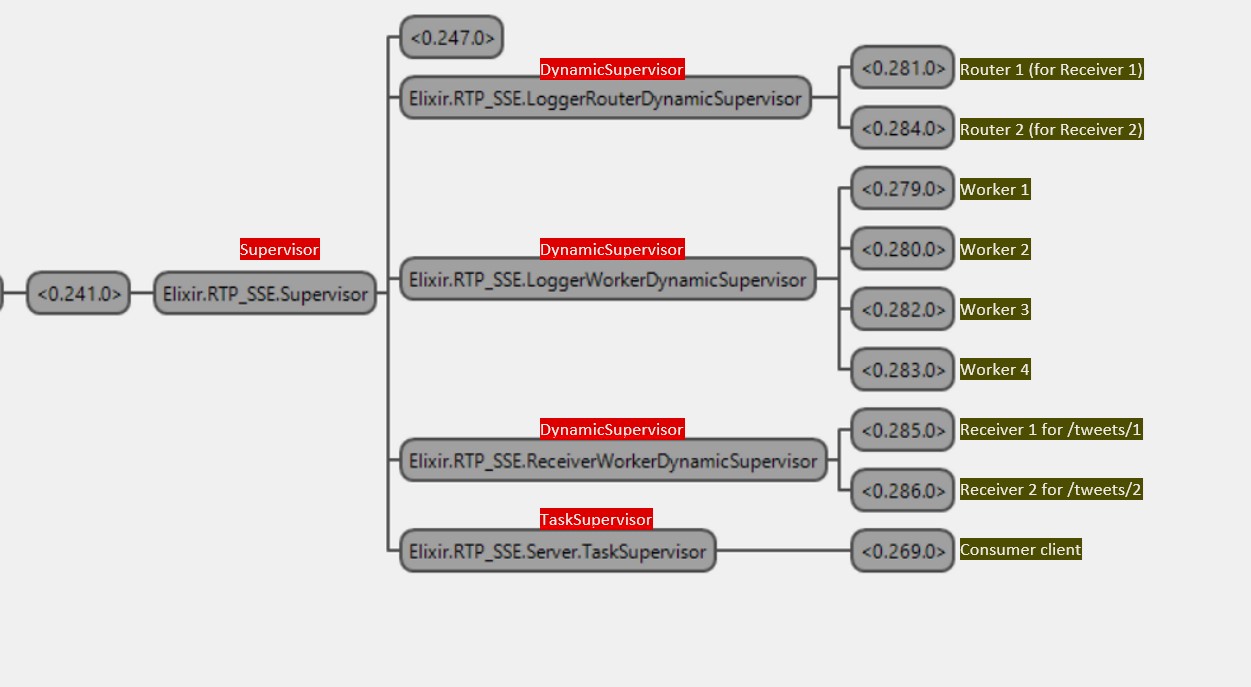 <0.247.0>
DynamicSupervisor
Elixir.RTP_SSE.LoggerRouterDynamicSupervisor
<0.281.0> Router 1 (for Receiver 1)
<0.284.0> Router 2 (for Receiver 2)
<0.279.0> Worker 1
Supervisor
DynamicSupervisor
<0.280.0> Worker 2
<0.241.0>
Elixir.RTP_SSE.Supervisor
Elixir.RTP_SSE.LoggerWorkerDynamicSupervisor
<0.282.0> Worker 3
<0.283.0> Worker 4
DynamicSupervisor
Elixir.RTP_SSE.ReceiverWorkerDynamicSupervisor
<0.285.0> Receiver 1 for /tweets/1
<0.286.0> Receiver 2 for /tweets/2
TaskSupervisor
Elixir.RTP_SSE.Server.TaskSupervisor
<0.269.0> Consumer client